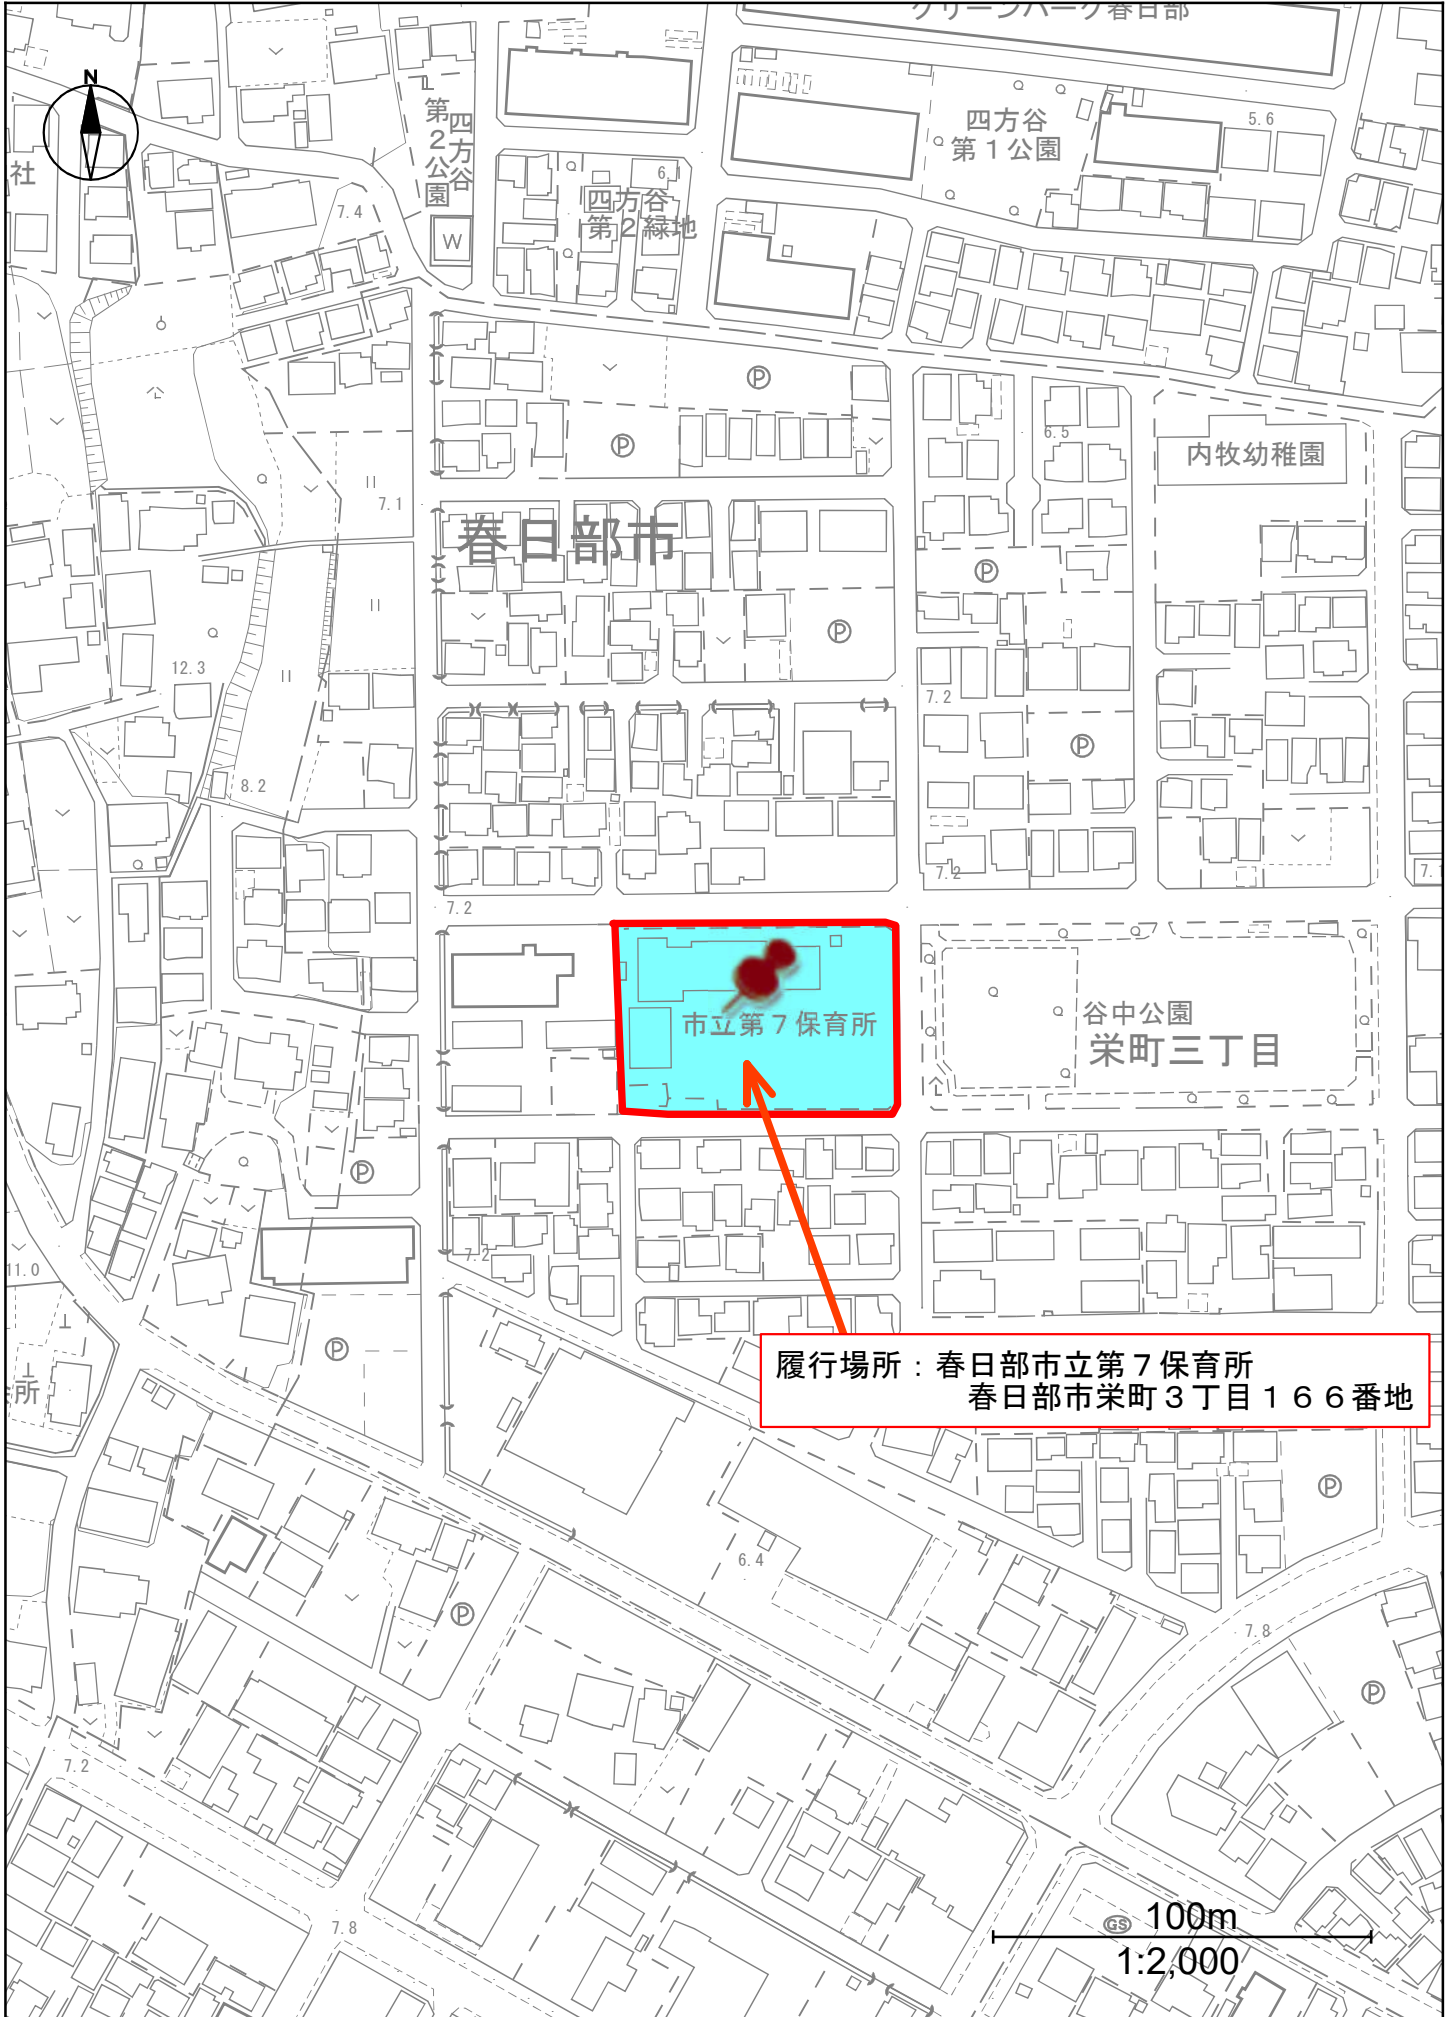 グリーンパーク春日部
N
第2公園
四方谷
四方谷
第1公園
5.6
社
6.1
四方谷
第2緑地
7.4
W
P
P
6.5
内牧幼稚園
7.1
春日部市
P
P
12.3
7.2
P
8.2
7.2
7.2
市立第7保育所
谷中公園
栄町三丁目
P
7.2
11.0
P
履行場所：春日部市立第７保育所
春日部市栄町３丁目１６６番地
所
P
6.4
P
7.8
P
7.2
7.8
GS
100m
1:2,000